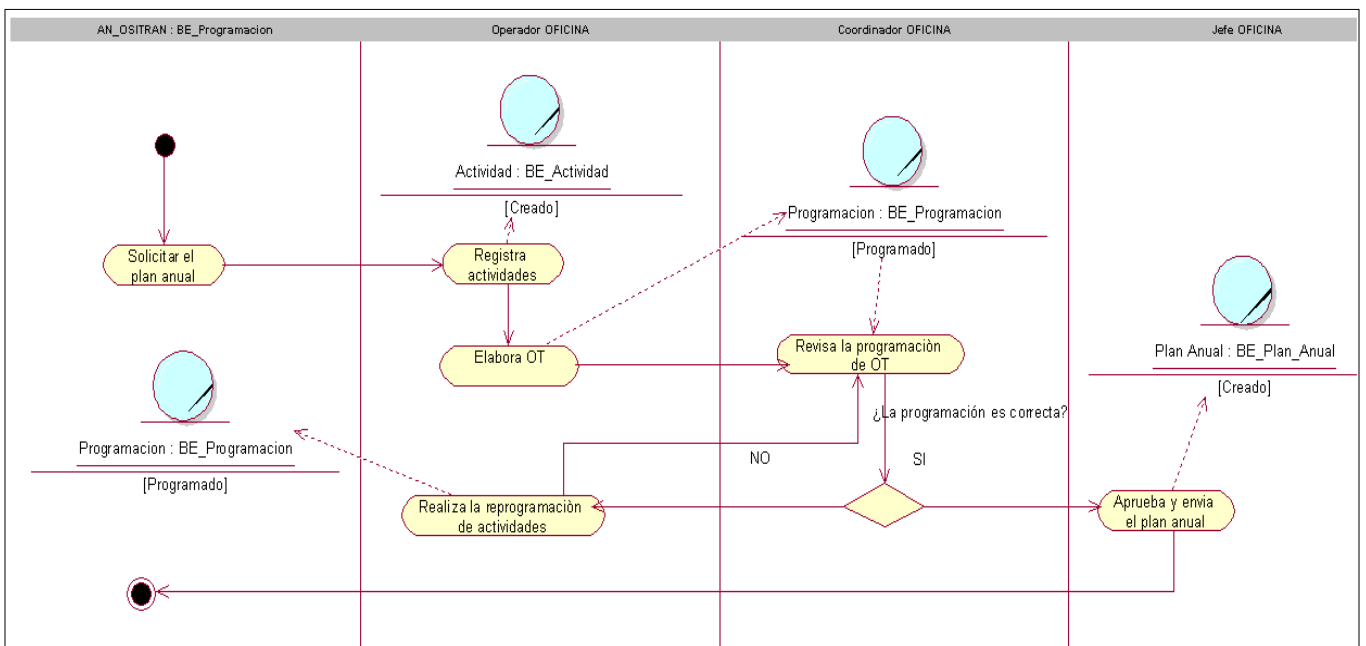 AN_OSITRAN : BE_Programacion
Operador OFICINA
Coordinador OFICINA
Jefe OFICINA
Actividad : BE_Actividad
[Creado]
Programacion : BE_Programacion
[Programado]
Solicitar el
plan anual
Registra
actividades
Elabora OT
Revisa la programaciòn
de OT
Plan Anual : BE_Plan_Anual
[Creado]
¿La programación es correcta?
Programacion : BE_Programacion
[Programado]
NO
SI
Realiza la reprogramaciòn
de actividades
Aprueba y envia
el plan anual